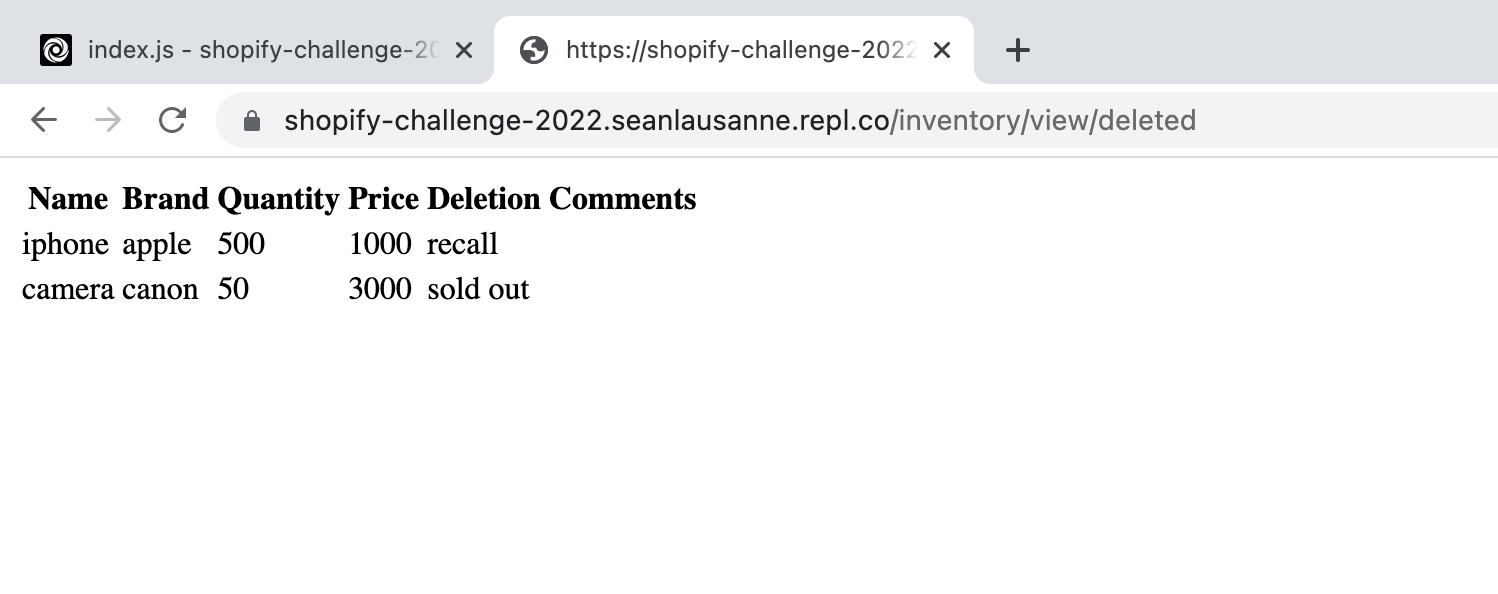 index.js - shopify-challenge-20
https://shopify-challenge-2022
shopify-challenge-2022.seanlausanne.repl.co/inventory/view/deleted
Name Brand Quantity Price Deletion Comments
iphone apple 500 1000 recall
camera canon 50 3000 sold out